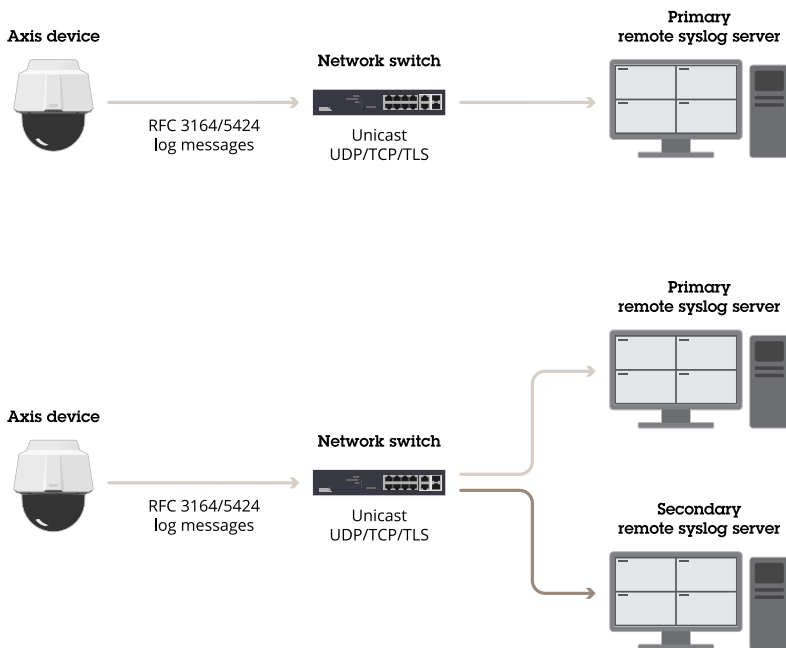 Axis device
RFC 3164/5424
log messages
Network switch
Unicast
UDP/TCP/TLS
Primary
remote syslog server
Axis device
RFC 3164/5424
log messages
Network switch
Unicast
UDP/TCP/TLS
Primary
remote syslog server
Secondary
remote syslog server